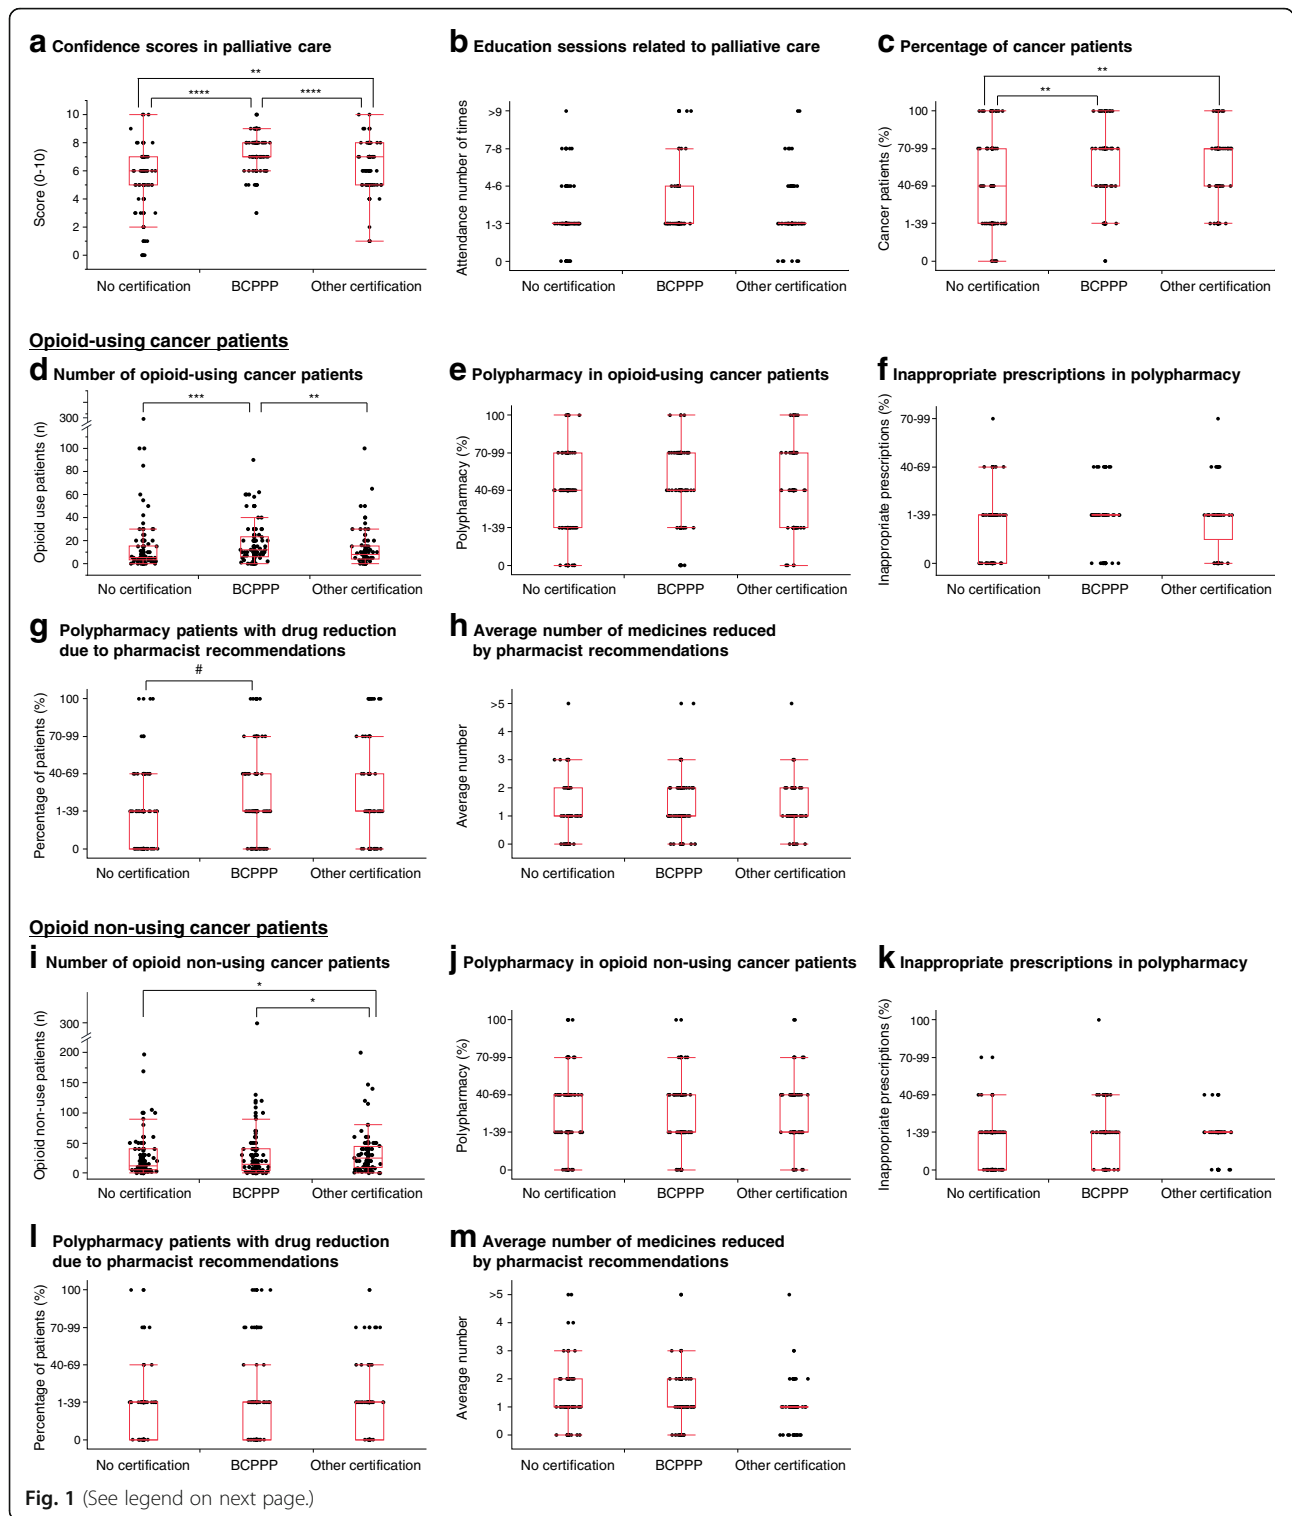 a Confidence scores in palliative care
**
****
****
10
8
6
4
2
0
Score (0-10)
No certification
BCPPP
Other certification
b Education sessions related to palliative care
>9
7-8
4-6
1-3
0
Attendance number of times
No certification
BCPPP
Other certification
c Percentage of cancer patients
**
**
100
70-99
40-69
1-39
0
Cancer patients (%)
No certification
BCPPP
Other certification
Opioid-using cancer patients
d Number of opioid-using cancer patients
***
**
300
100
80
60
40
20
0
Opioid use patients (n)
No certification
BCPPP
Other certification
e Polypharmacy in opioid-using cancer patients
100
70-99
40-69
1-39
0
Polypharmacy (%)
No certification
BCPPP
Other certification
f Inappropriate prescriptions in polypharmacy
70-99
40-69
1-39
0
Inappropriate prescriptions (%)
No certification
BCPPP
Other certification
g Polypharmacy patients with drug reduction
due to pharmacist recommendations
#
100
70-99
40-69
1-39
0
Percentage of patients (%)
No certification
BCPPP
Other certification
h Average number of medicines reduced
by pharmacist recommendations
>5
4
3
2
1
0
Average number
No certification
BCPPP
Other certification
Opioid non-using cancer patients
i Number of opioid non-using cancer patients
*
*
300
200
150
100
50
0
Opioid non-use patients (n)
No certification
BCPPP
Other certification
j Polypharmacy in opioid non-using cancer patients
100
70-99
40-69
1-39
0
Polypharmacy (%)
No certification
BCPPP
Other certification
k Inappropriate prescriptions in polypharmacy
100
70-99
40-69
1-39
0
Inappropriate prescriptions (%)
No certification
BCPPP
Other certification
l Polypharmacy patients with drug reduction
due to pharmacist recommendations
100
70-99
40-69
1-39
0
Percentage of patients (%)
No certification
BCPPP
Other certification
m Average number of medicines reduced
by pharmacist recommendations
>5
4
3
2
1
0
Average number
No certification
BCPPP
Other certification
Fig. 1 (See legend on next page.)